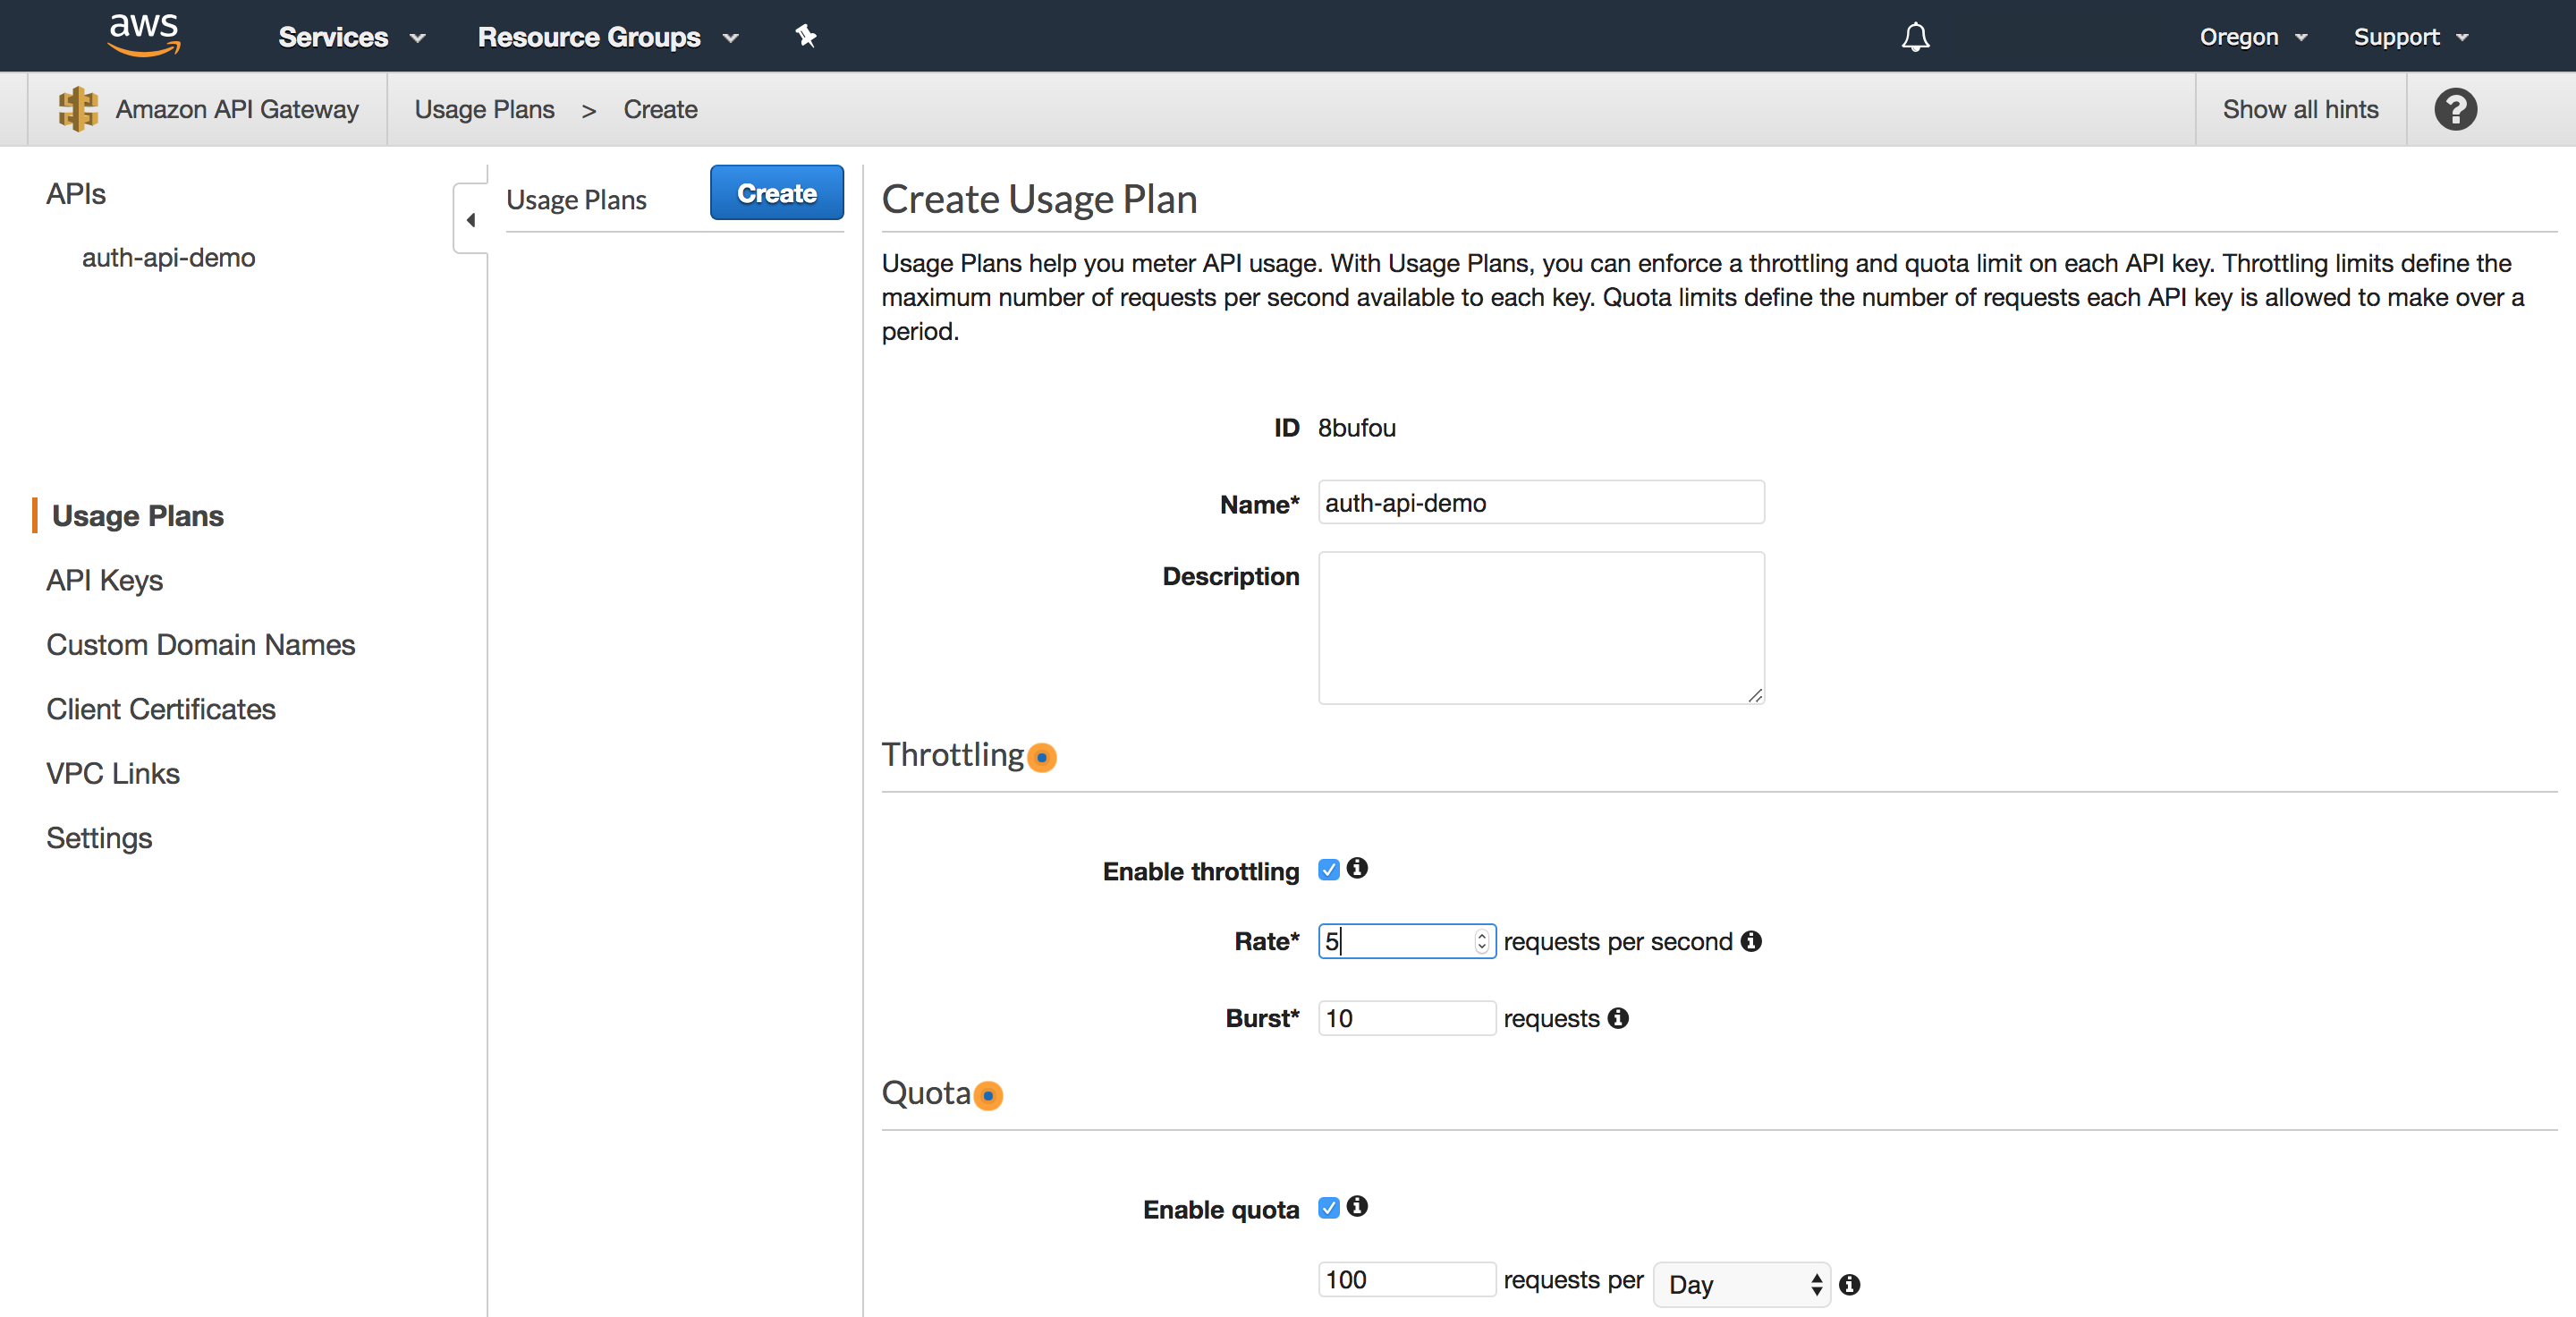 aws
Services
Resource Groups
Oregon
Support
Amazon API Gateway
Usage Plans > Create
Show all hints
?
APIs
auth-api-demo
Usage Plans
API Keys
Custom Domain Names
Client Certificates
VPC Links
Settings
Usage Plans
Create
Create Usage Plan
Usage Plans help you meter API usage. With Usage Plans, you can enforce a throttling and quota limit on each API key. Throttling limits define the
maximum number of requests per second available to each key. Quota limits define the number of requests each API key is allowed to make over a
period.
ID 8bufou
Name* auth-api-demo
Description
Throttling
Enable throttling
Rate* 5 requests per second
Burst* 10 requests
Quota
Enable quota
100 requests per Day